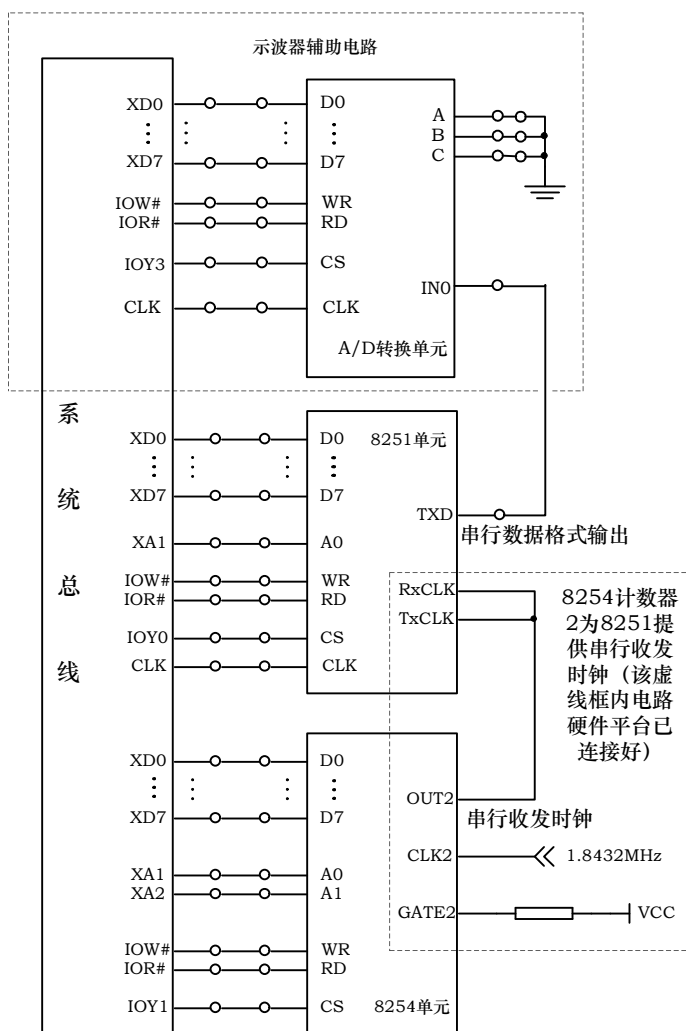 示波器辅助电路
XD0 D0
XD7 D7
IOW# WR
IOR# RD
IOY3 CS
CLK CLK
A
B
C
IN0
A/D转换单元
系统总线
XD0 D0
8251单元
XD7 D7
TXD
串行数据格式输出
XA1 A0
IOW# WR
IOR# RD
IOY0 CS
CLK CLK
RxCLK
TxCLK
8254计数器
2为8251提
供串行收发
时钟（该虚
线框内电路
硬件平台已
连接好）
XD0 D0
XD7 D7
OUT2
串行收发时钟
XA1 A0
XA2 A1
CLK2
1.8432MHz
GATE2
VCC
IOW# WR
IOR# RD
IOY1 CS
8254单元